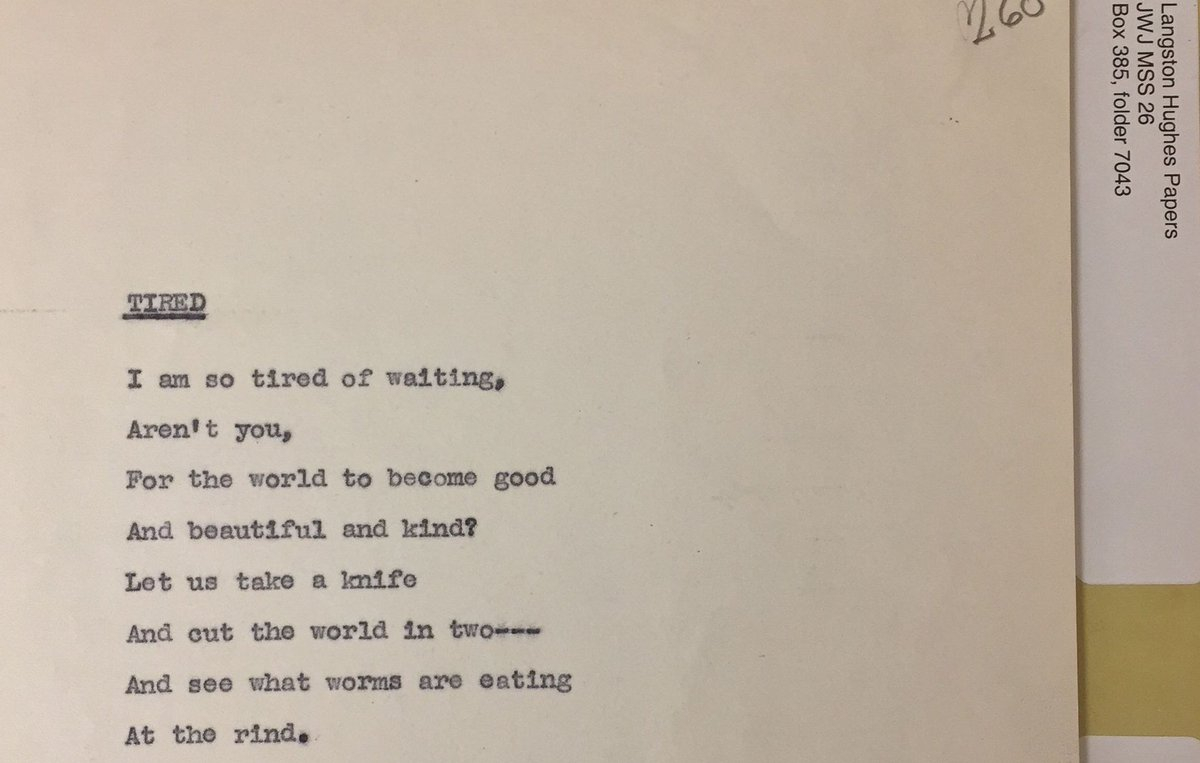 260
Langston Hughes Papers
JWJ MSS 26
Box 385, folder 7043
TIRED
I am so tired of waiting,
Aren't you,
For the world to become good
And beautiful and kind?
Let us take a knife
And cut the world in two---
And see what worms are eating
At the rind.